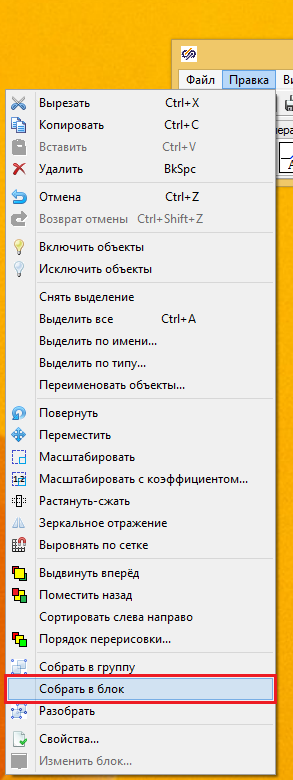 Файл Правка
Вырезать Ctrl+X
Копировать Ctrl+C
Вставить Ctrl+V
Удалить BkSpc
Отмена Ctrl+Z
Возврат отмены Ctrl+Shift+Z
Включить объекты
Исключить объекты
Снять выделение
Выделить все Ctrl+A
Выделить по имени...
Выделить по типу...
Переименовать объекты...
Повернуть
Переместить
Масштабировать
Масштабировать с коэффициентом...
Растянуть-сжать
Зеркальное отражение
Выровнять по сетке
Выдвинуть вперёд
Поместить назад
Сортировать слева направо
Порядок перерисовки...
Собрать в группу
Собрать в блок
Разобрать
Свойства...
Изменить блок...